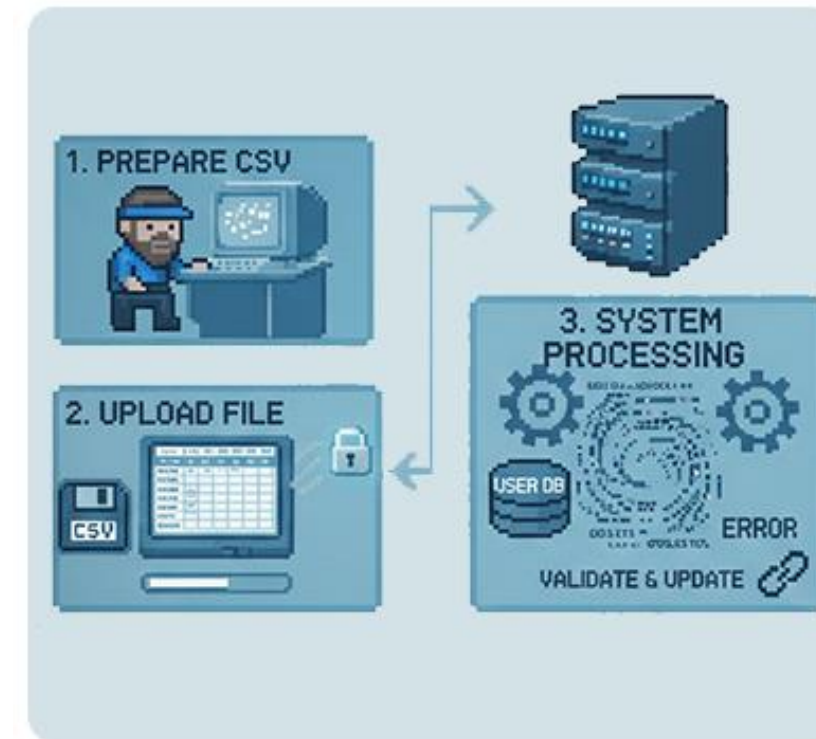 1. PREPARE CSV
2. UPLOAD FILE
CSV
3. SYSTEM
PROCESSING
USER DB
ERROR
VALIDATE & UPDATE